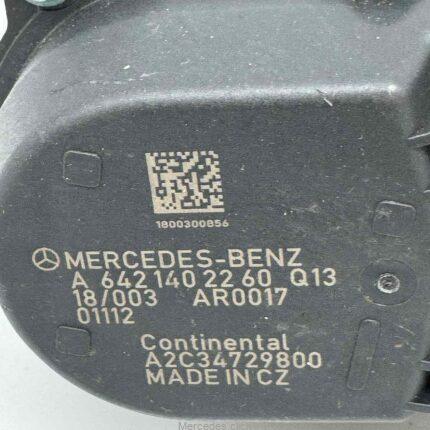 1800300856
MERCEDES-BENZ
A 642 140 22 60 Q13
18/003 AR0017
01112
Continental
A2C34729800
MADE IN CZ